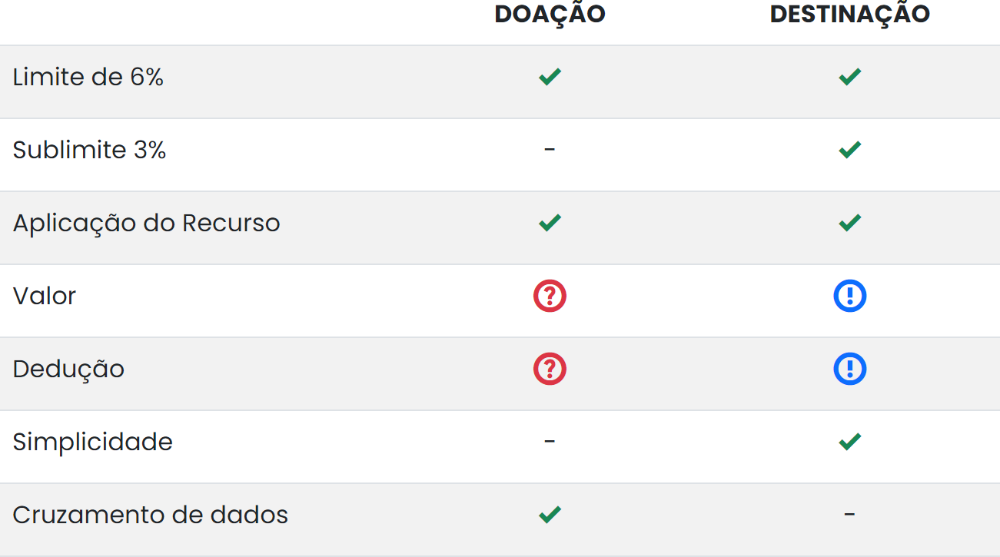 DOAÇÃO DESTINAÇÃO
Limite de 6% ✓ ✓
Sublimite 3% - ✓
Aplicação do Recurso ✓ ✓
Valor ? !
Dedução ? !
Simplicidade - ✓
Cruzamento de dados ✓ -